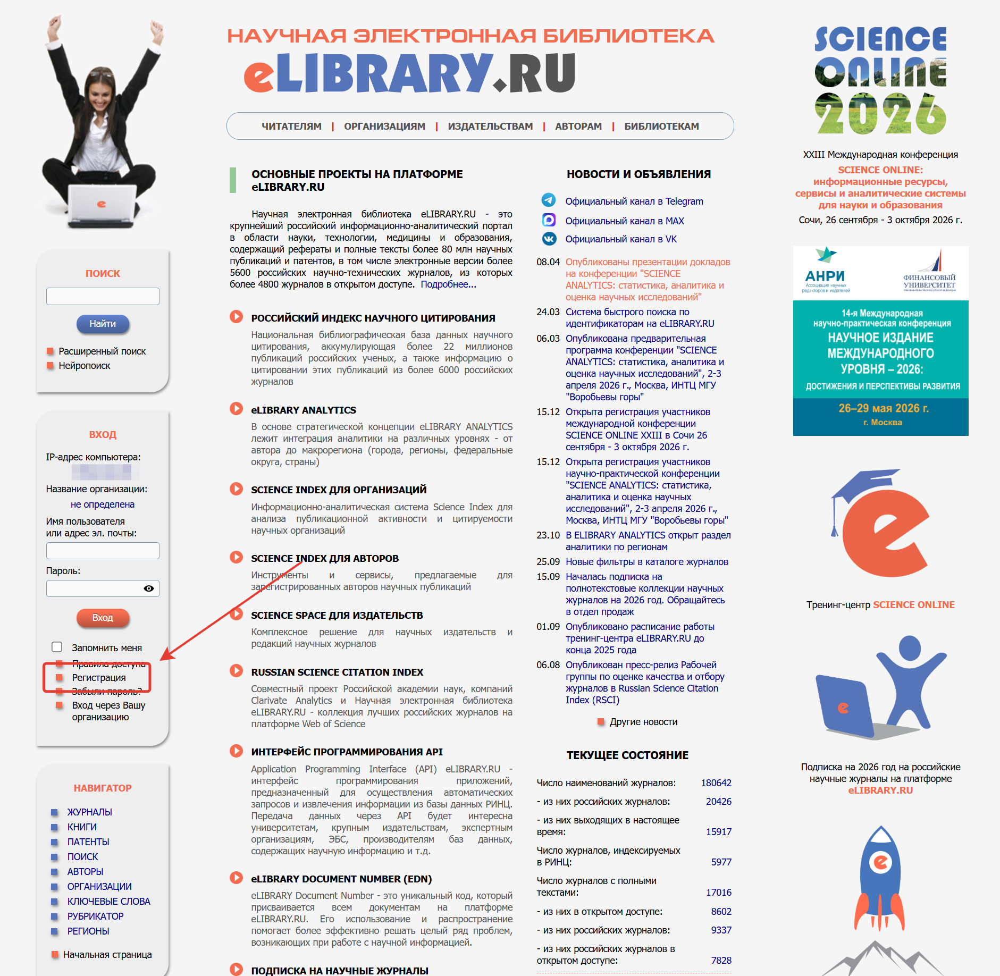 НАУЧНАЯ ЭЛЕКТРОННАЯ БИБЛИОТЕКА
eLIBRARY.RU
ЧИТАТЕЛЯМ | ОРГАНИЗАЦИЯМ | ИЗДАТЕЛЬСТВАМ | АВТОРАМ | БИБЛИОТЕКАМ
e
ПОИСК
Найти
Расширенный поиск
Нейропоиск
ВХОД
IP-адрес компьютера:
Название организации:
не определена
Имя пользователя
или адрес эл. почты:
Пароль:
Вход
Запомнить меня
Правила доступа
Регистрация
Забыли пароль?
Вход через Вашу
организацию
НАВИГАТОР
ЖУРНАЛЫ
КНИГИ
ПАТЕНТЫ
ПОИСК
АВТОРЫ
ОРГАНИЗАЦИИ
КЛЮЧЕВЫЕ СЛОВА
РУБРИКАТОР
РЕГИОНЫ
Начальная страница
ОСНОВНЫЕ ПРОЕКТЫ НА ПЛАТФОРМЕ
eLIBRARY.RU
Научная электронная библиотека eLIBRARY.RU - это
крупнейший российский информационно-аналитический портал
в области науки, технологии, медицины и образования,
содержащий рефераты и полные тексты более 80 млн научных
публикаций и патентов, в том числе электронные версии более
5600 российских научно-технических журналов, из которых
более 4800 журналов в открытом доступе. Подробнее...
РОССИЙСКИЙ ИНДЕКС НАУЧНОГО ЦИТИРОВАНИЯ
Национальная библиографическая база данных научного
цитирования, аккумулирующая более 22 миллионов
публикаций российских ученых, а также информацию о
цитировании этих публикаций из более 6000 российских
журналов
eLIBRARY ANALYTICS
В основе стратегической концепции eLIBRARY ANALYTICS
лежит интеграция аналитики на различных уровнях - от
автора до макрорегиона (города, регионы, федеральные
округа, страны)
SCIENCE INDEX ДЛЯ ОРГАНИЗАЦИЙ
Информационно-аналитическая система Science Index для
анализа публикационной активности и цитируемости
научных организаций
SCIENCE INDEX ДЛЯ АВТОРОВ
Инструменты и сервисы, предлагаемые для
зарегистрированных авторов научных публикаций
SCIENCE SPACE ДЛЯ ИЗДАТЕЛЬСТВ
Комплексное решение для научных издательств и
редакций научных журналов
RUSSIAN SCIENCE CITATION INDEX
Совместный проект Российской академии наук, компаний
Clarivate Analytics и Научная электронная библиотека
eLIBRARY.RU - коллекция лучших российских журналов на
платформе Web of Science
ИНТЕРФЕЙС ПРОГРАММИРОВАНИЯ API
Application Programming Interface (API) eLIBRARY.RU -
интерфейс программирования приложений,
предназначенный для осуществления автоматических
запросов и извлечения информации из базы данных РИНЦ.
Передача данных через API будет интересна
университетам, крупным издательствам, экспертным
организациям, ЭБС, производителям баз данных,
содержащих научную информацию и т.д.
eLIBRARY DOCUMENT NUMBER (EDN)
eLIBRARY Document Number - это уникальный код, который
присваивается всем документам на платформе
eLIBRARY.RU. Его использование и распространение
помогает более эффективно решать целый ряд проблем,
возникающих при работе с научной информацией.
ПОДПИСКА НА НАУЧНЫЕ ЖУРНАЛЫ
НОВОСТИ И ОБЪЯВЛЕНИЯ
Официальный канал в Telegram
Официальный канал в MAX
Официальный канал в VK
08.04 Опубликованы презентации докладов
на конференции "SCIENCE
ANALYTICS: статистика, аналитика и
оценка научных исследований"
24.03 Система быстрого поиска по
идентификаторам на eLIBRARY.RU
06.03 Опубликована предварительная
программа конференции "SCIENCE
ANALYTICS: статистика, аналитика и
оценка научных исследований", 2-3
апреля 2026 г., Москва, ИНТЦ МГУ
"Воробьевы горы"
15.12 Открыта регистрация участников
международной конференции
SCIENCE ONLINE XXIII в Сочи 26
сентября - 3 октября 2026 г.
15.12 Открыта регистрация участников
научно-практической конференции
"SCIENCE ANALYTICS: статистика,
аналитика и оценка научных
исследований", 2-3 апреля 2026 г.,
Москва, ИНТЦ МГУ "Воробьевы горы"
23.10 В ELIBRARY ANALYTICS открыт раздел
аналитики по регионам
25.09 Новые фильтры в каталоге журналов
15.09 Началась подписка на
полнотекстовые коллекции научных
журналов на 2026 год. Обращайтесь
в отдел продаж
01.09 Опубликовано расписание работы
тренинг-центра eLIBRARY.RU до
конца 2025 года
06.08 Опубликован пресс-релиз Рабочей
группы по оценке качества и отбору
журналов в Russian Science Citation
Index (RSCI)
Другие новости
ТЕКУЩЕЕ СОСТОЯНИЕ
Число наименований журналов: 180642
- из них российских журналов: 20426
- из них выходящих в настоящее
время: 15917
Число журналов, индексируемых
в РИНЦ: 5977
Число журналов с полными
текстами: 17016
- из них в открытом доступе: 8602
- из них российских журналов: 9337
- из них российских журналов в
открытом доступе: 7828
SCIENCE
ONLINE
2026
XXIII Международная конференция
SCIENCE ONLINE:
информационные ресурсы,
сервисы и аналитические системы
для науки и образования
Сочи, 26 сентября - 3 октября 2026 г.
АНРИ
Ассоциация научных
редакторов и издателей
ФИНАНСОВЫЙ
УНИВЕРСИТЕТ
14-я Международная
научно-практическая конференция
НАУЧНОЕ ИЗДАНИЕ
МЕЖДУНАРОДНОГО
УРОВНЯ – 2026:
ДОСТИЖЕНИЯ И ПЕРСПЕКТИВЫ РАЗВИТИЯ
26–29 мая 2026 г.
г. Москва
e
Тренинг-центр SCIENCE ONLINE
e
Подписка на 2026 год на российские
научные журналы на платформе
eLIBRARY.RU
e